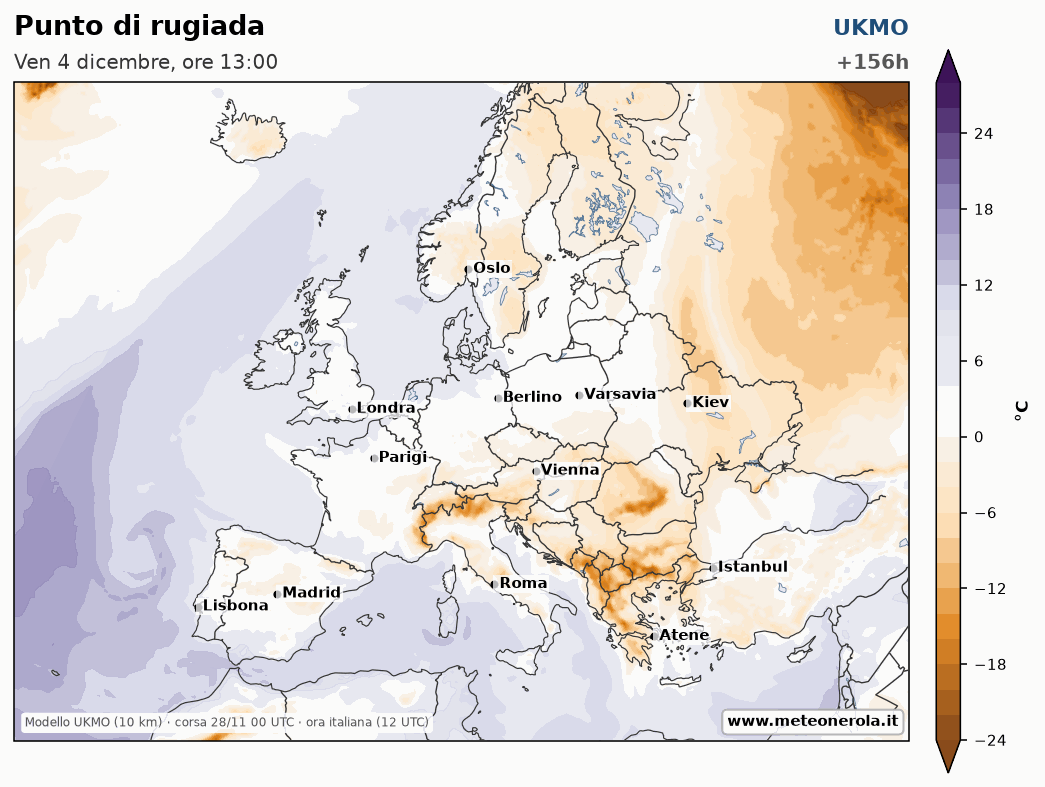 Punto di rugiada
UKMO
Ven 4 dicembre, ore 13:00
+156h
Oslo
Londra
Berlino
Varsavia
Kiev
Parigi
Vienna
Madrid
Lisbona
Roma
Istanbul
Atene
Modello UKMO (10 km) · corsa 28/11 00 UTC · ora italiana (12 UTC)
www.meteonerola.it
24
18
12
6
0
−6
−12
−18
−24
°C